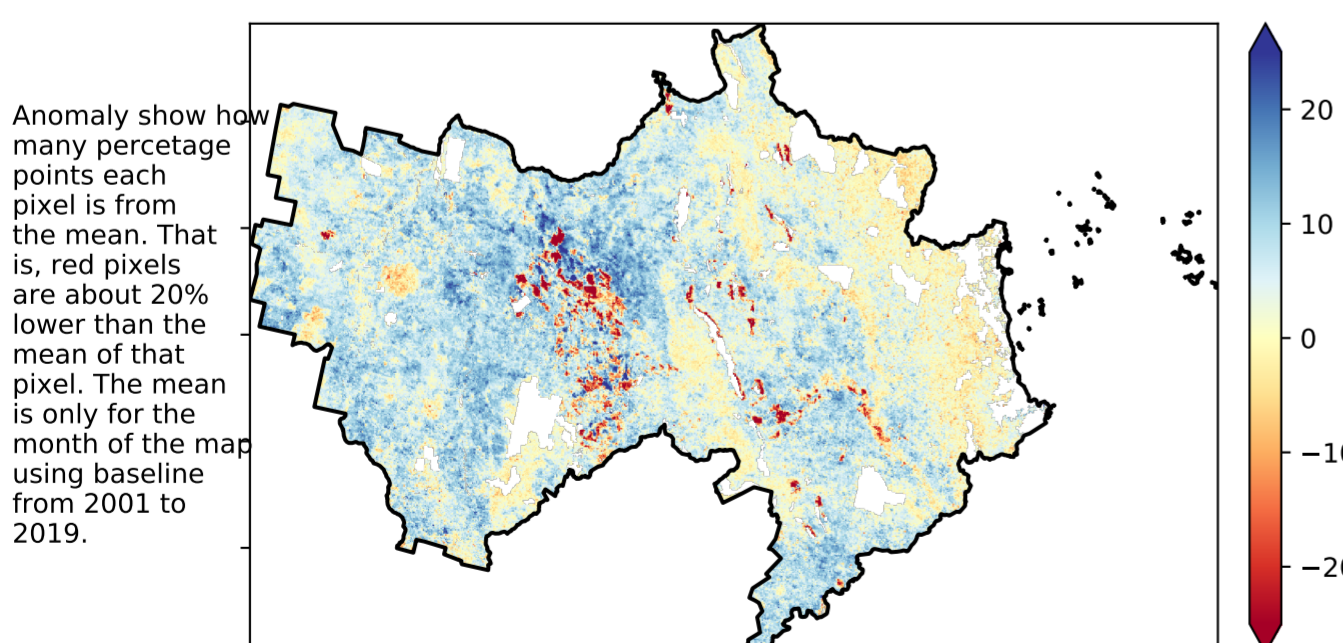 Anomaly show how
many percetage
points each
pixel is from
the mean. That
is, red pixels
are about 20%
lower than the
mean of that
pixel. The mean
is only for the
month of the map
using baseline
from 2001 to
2019.
20
10
0
−10
−20